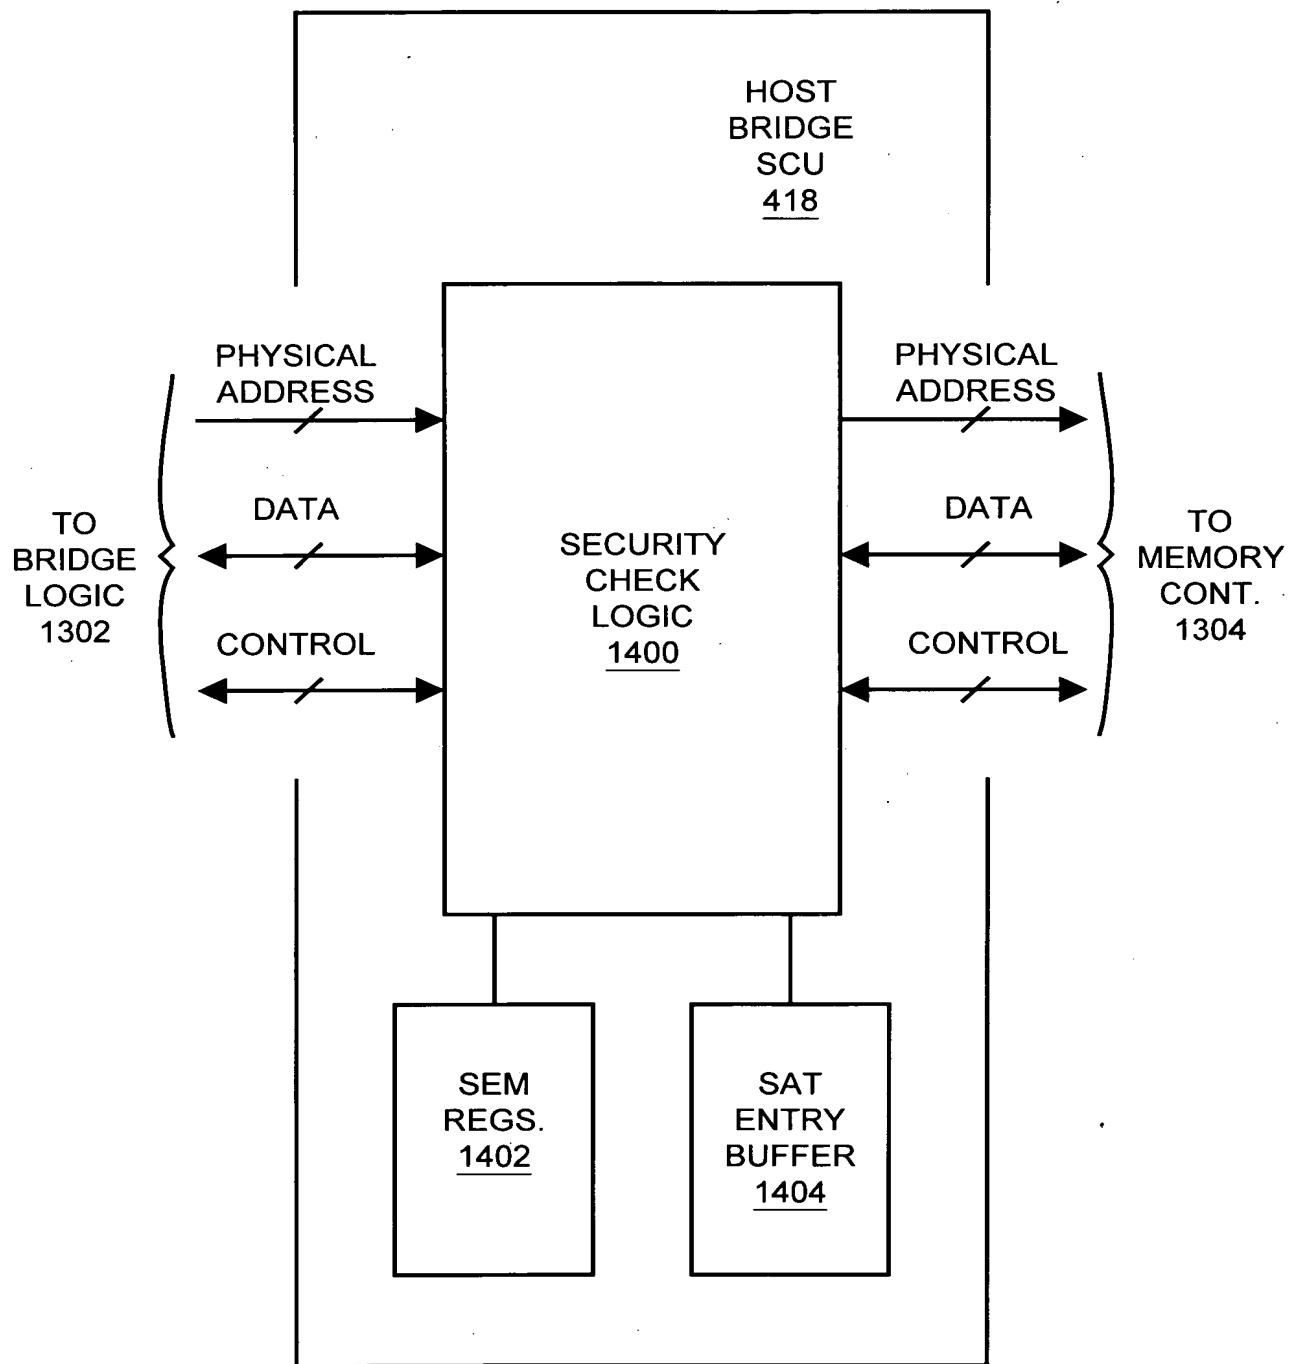 HOST
BRIDGE
SCU
418
PHYSICAL
ADDRESS
DATA
CONTROL
TO
BRIDGE
LOGIC
1302
SECURITY
CHECK
LOGIC
1400
PHYSICAL
ADDRESS
DATA
CONTROL
TO
MEMORY
CONT.
1304
SEM
REGS.
1402
SAT
ENTRY
BUFFER
1404